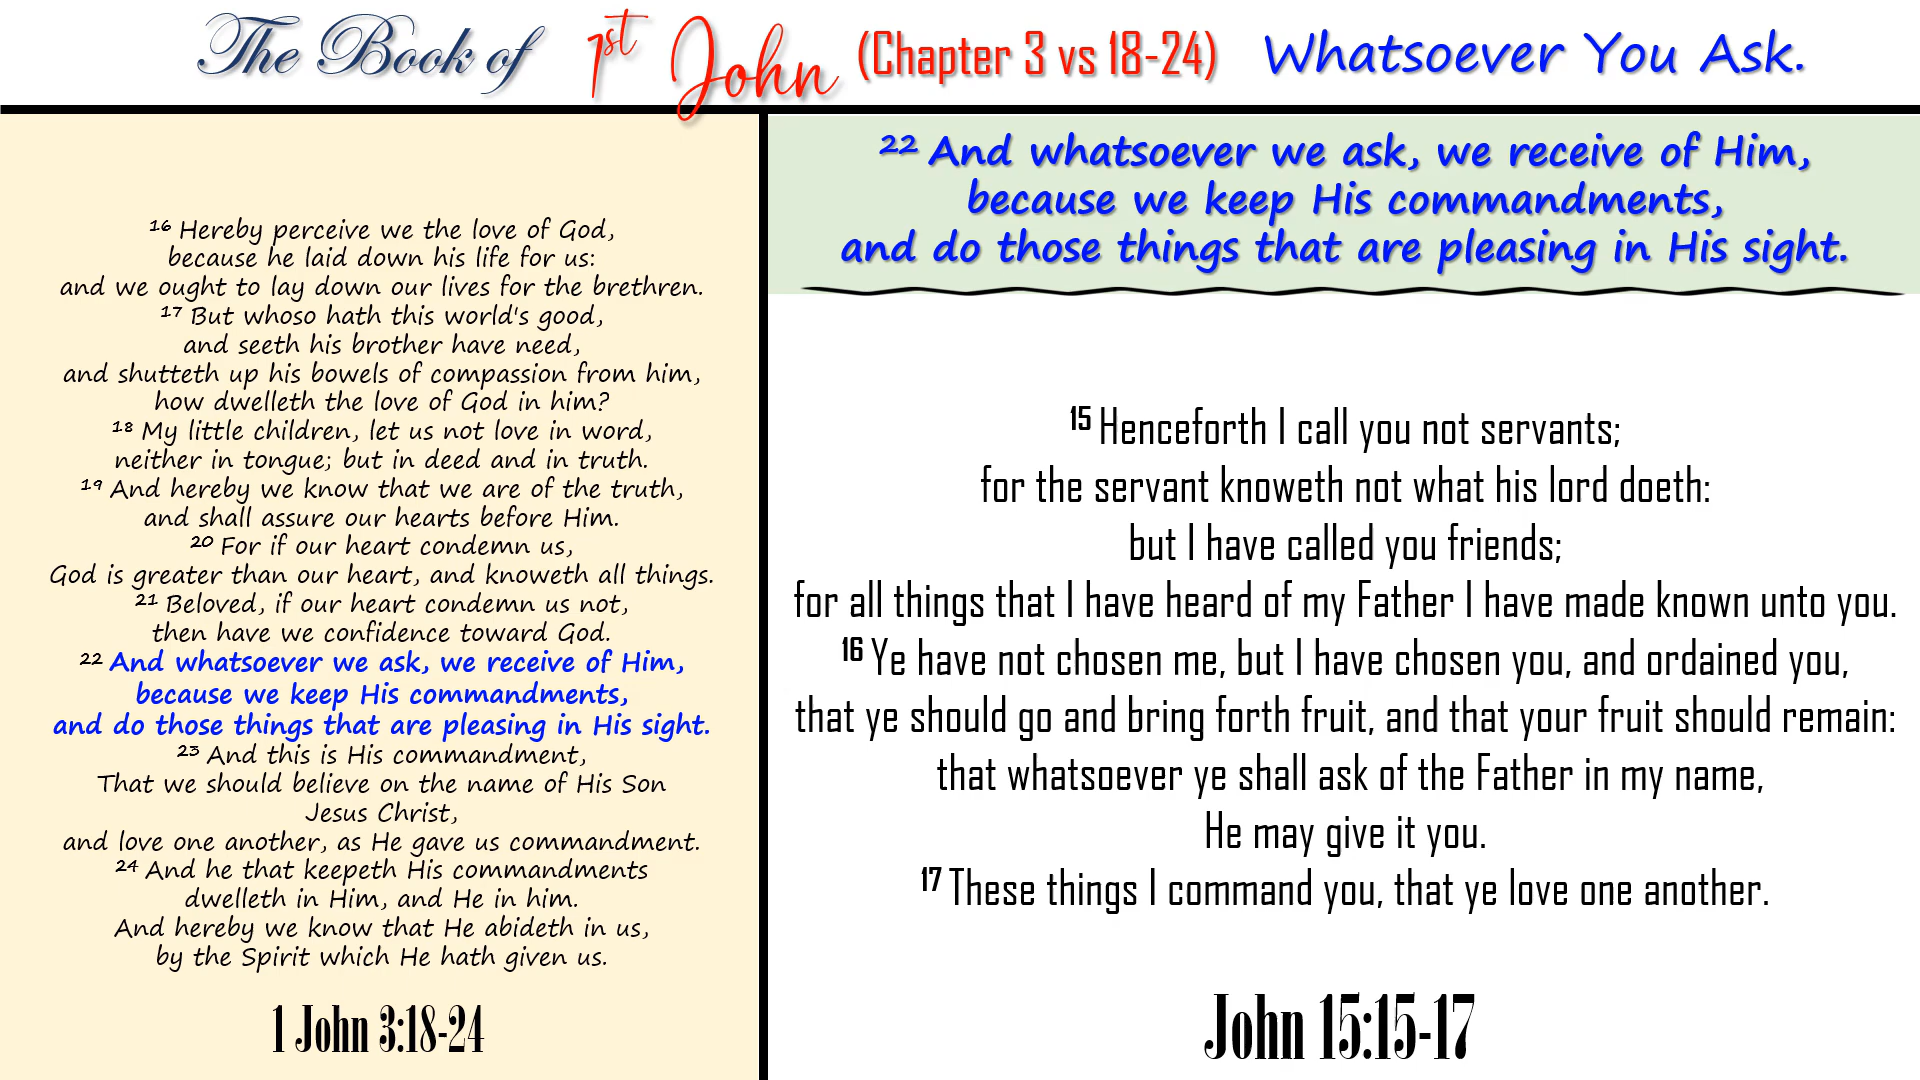 The Book of 1st John (Chapter 3 vs 18-24) Whatsoever You Ask.
16 Hereby perceive we the love of God,
because he laid down his life for us:
and we ought to lay down our lives for the brethren.
17 But whoso hath this world's good,
and seeth his brother have need,
and shutteth up his bowels of compassion from him,
how dwelleth the love of God in him?
18 My little children, let us not love in word,
neither in tongue; but in deed and in truth.
19 And hereby we know that we are of the truth,
and shall assure our hearts before Him.
20 For if our heart condemn us,
God is greater than our heart, and knoweth all things.
21 Beloved, if our heart condemn us not,
then have we confidence toward God.
22 And whatsoever we ask, we receive of Him,
because we keep His commandments,
and do those things that are pleasing in His sight.
23 And this is His commandment,
That we should believe on the name of His Son
Jesus Christ,
and love one another, as He gave us commandment.
24 And he that keepeth His commandments
dwelleth in Him, and He in him.
And hereby we know that He abideth in us,
by the Spirit which He hath given us.
1 John 3:18-24
22 And whatsoever we ask, we receive of Him,
because we keep His commandments,
and do those things that are pleasing in His sight.
15 Henceforth I call you not servants;
for the servant knoweth not what his lord doeth:
but I have called you friends;
for all things that I have heard of my Father I have made known unto you.
16 Ye have not chosen me, but I have chosen you, and ordained you,
that ye should go and bring forth fruit, and that your fruit should remain:
that whatsoever ye shall ask of the Father in my name,
He may give it you.
17 These things I command you, that ye love one another.
John 15:15-17